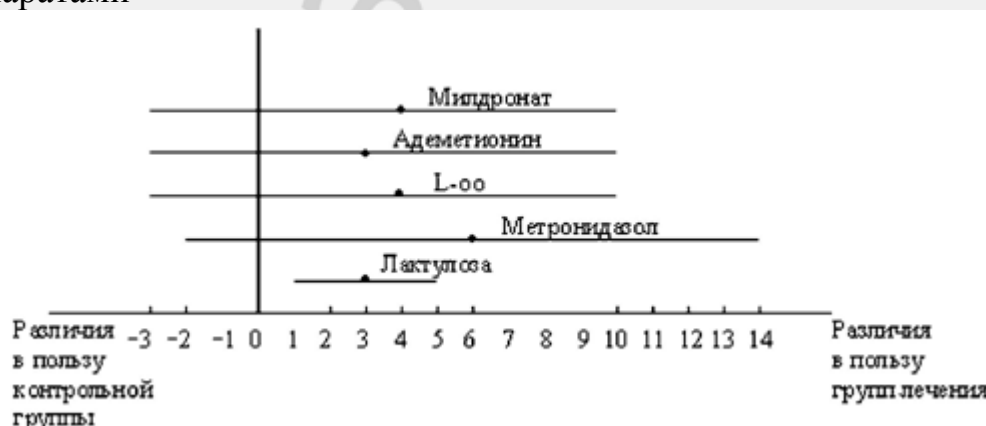 Милдронат
Адеметионин
L-оо
Метронидазол
Лактулоза
-3 -2 -1 0 1 2 3 4 5 6 7 8 9 10 11 12 13 14
Различия
в пользу
контрольной
группы
Различия
в пользу
групп лечения